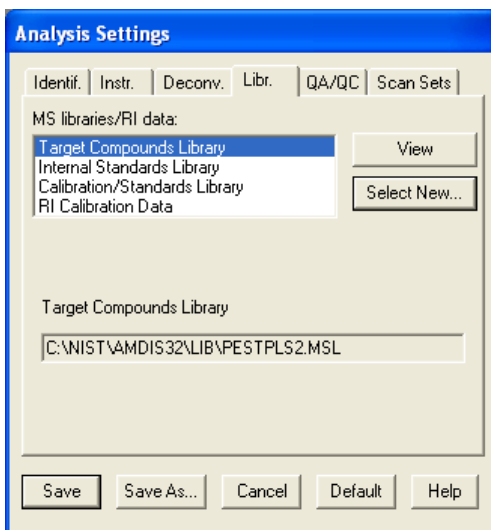 Analysis Settings
Identif. Instr. Deconv. Libr. QA/QC Scan Sets
MS libraries/RI data:
Target Compounds Library
Internal Standards Library
Calibration/Standards Library
RI Calibration Data
View
Select New...
Target Compounds Library
C:\NIST\AMDIS32\LIB\PESTPLS2.MSL
Save Save As... Cancel Default Help